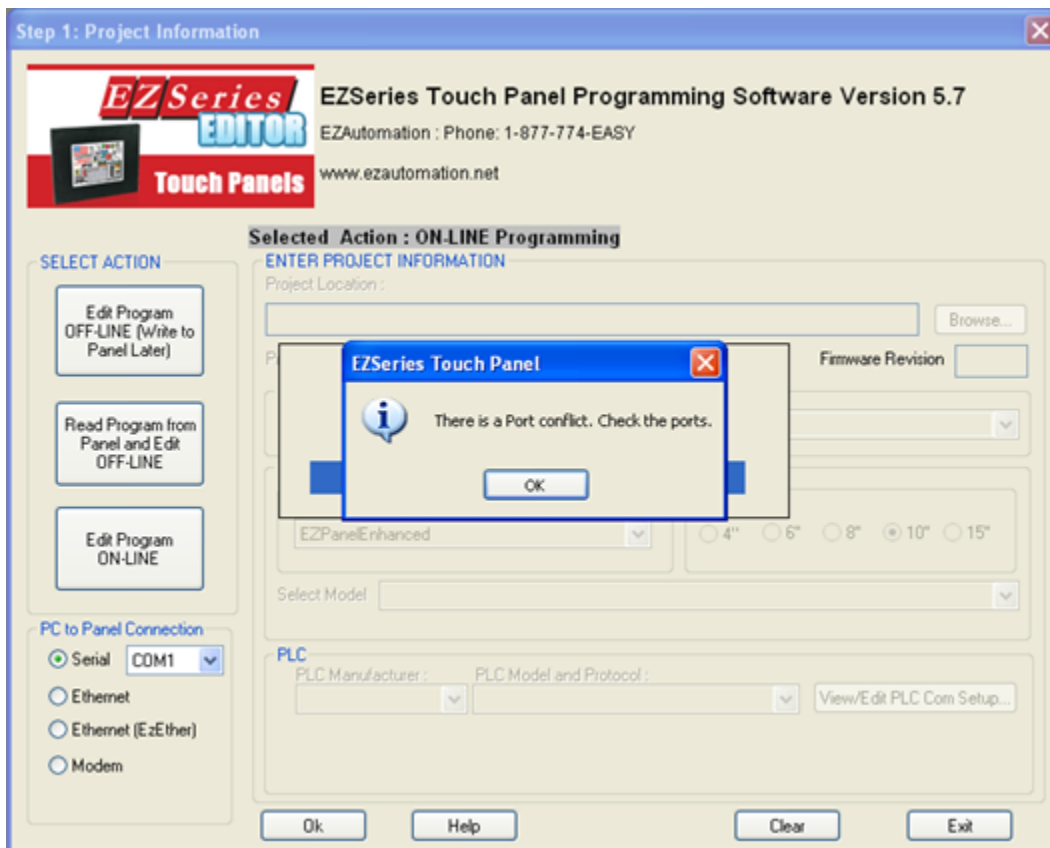 Step 1: Project Information
EZSeries
EDITOR
Touch Panels
EZSeries Touch Panel Programming Software Version 5.7
EZAutomation : Phone: 1-877-774-EASY
www.ezautomation.net
Selected Action : ON-LINE Programming
SELECT ACTION
Edit Program
OFF-LINE (Write to
Panel Later)
Read Program from
Panel and Edit
OFF-LINE
Edit Program
ON-LINE
PC to Panel Connection
Serial COM1
Ethernet
Ethernet (EzEther)
Modem
ENTER PROJECT INFORMATION
Project Location :
Browse...
Firmware Revision
EZSeries Touch Panel
There is a Port conflict. Check the ports.
OK
EZPanelEnhanced
4" 6" 8" 10" 15"
Select Model
PLC
PLC Manufacturer : PLC Model and Protocol :
View/Edit PLC Com Setup...
Ok Help Clear Exit